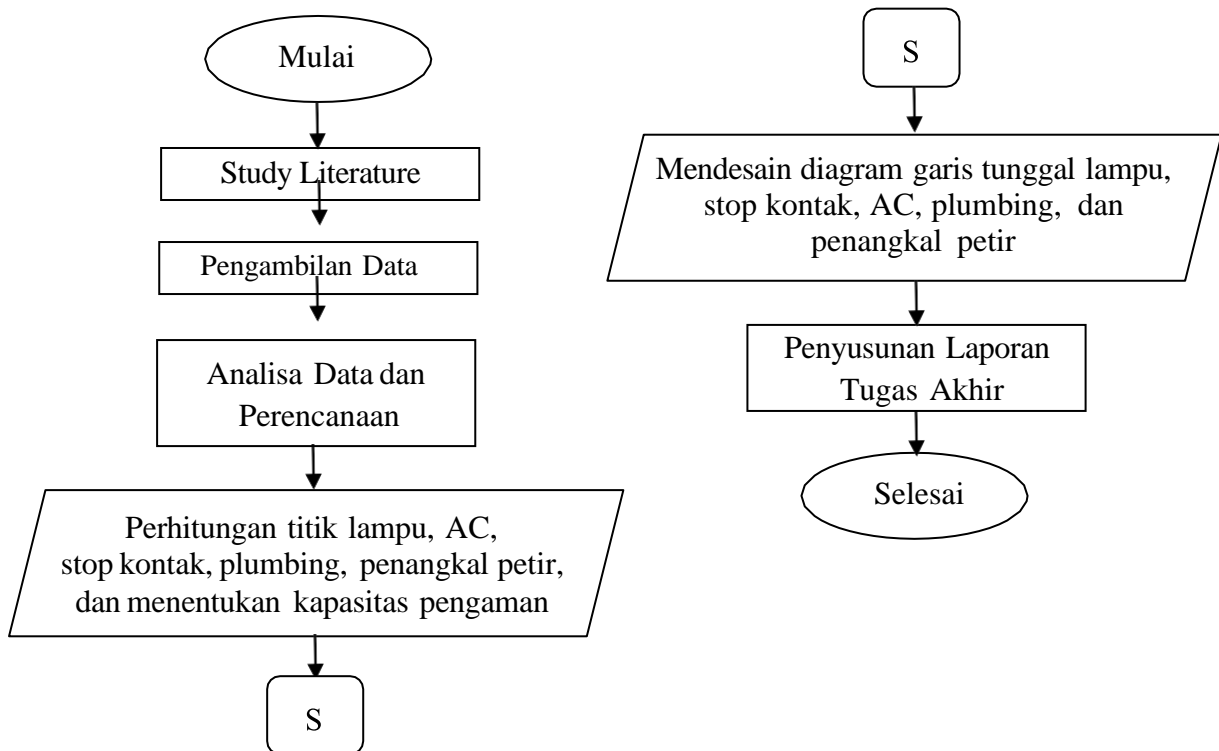 Mulai
Study Literature
Pengambilan Data
Analisa Data dan
Perencanaan
Perhitungan titik lampu, AC,
stop kontak, plumbing, penangkal petir,
dan menentukan kapasitas pengaman
S
S
Mendesain diagram garis tunggal lampu,
stop kontak, AC, plumbing, dan
penangkal petir
Penyusunan Laporan
Tugas Akhir
Selesai